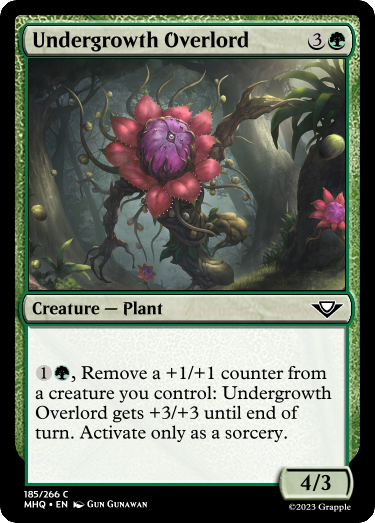 Undergrowth Overlord 3
Creature — Plant
1, Remove a +1/+1 counter from
a creature you control: Undergrowth
Overlord gets +3/+3 until end of
turn. Activate only as a sorcery.
4/3
185/266 C
MHQ • EN Gun Gunawan
©2023 Grapple